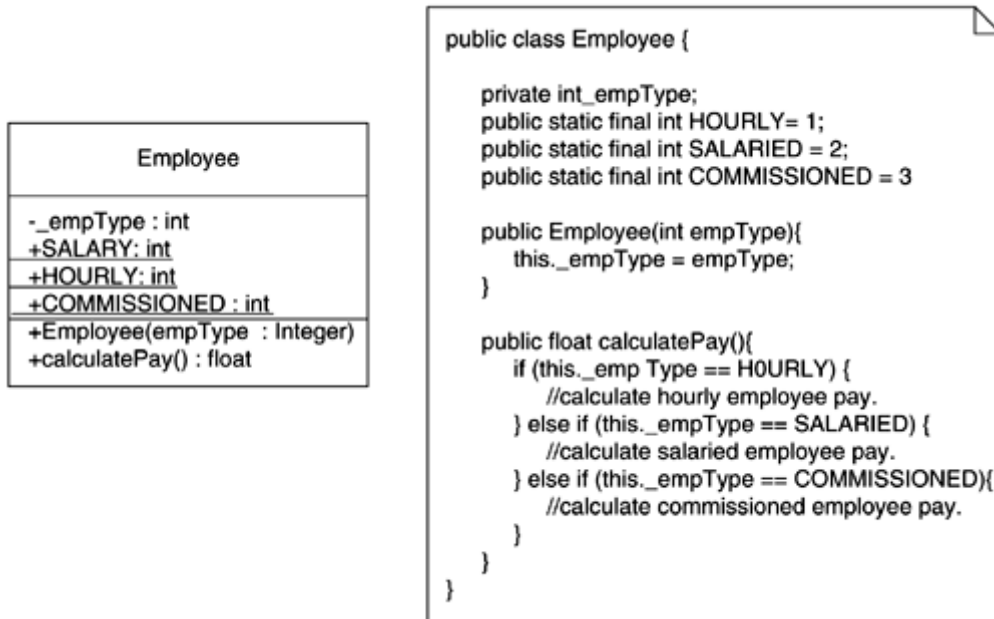 Employee
-_empType : int
+SALARY: int
+HOURLY: int
+COMMISSIONED : int
+Employee(empType : Integer)
+calculatePay() : float
public class Employee {
private int_empType;
public static final int HOURLY= 1;
public static final int SALARIED = 2;
public static final int COMMISSIONED = 3
public Employee(int empType){
this._empType = empType;
}
public float calculatePay(){
if (this._emp Type == H0URLY) {
//calculate hourly employee pay.
} else if (this._empType == SALARIED) {
//calculate salaried employee pay.
} else if (this._empType == COMMISSIONED){
//calculate commissioned employee pay.
}
}
}